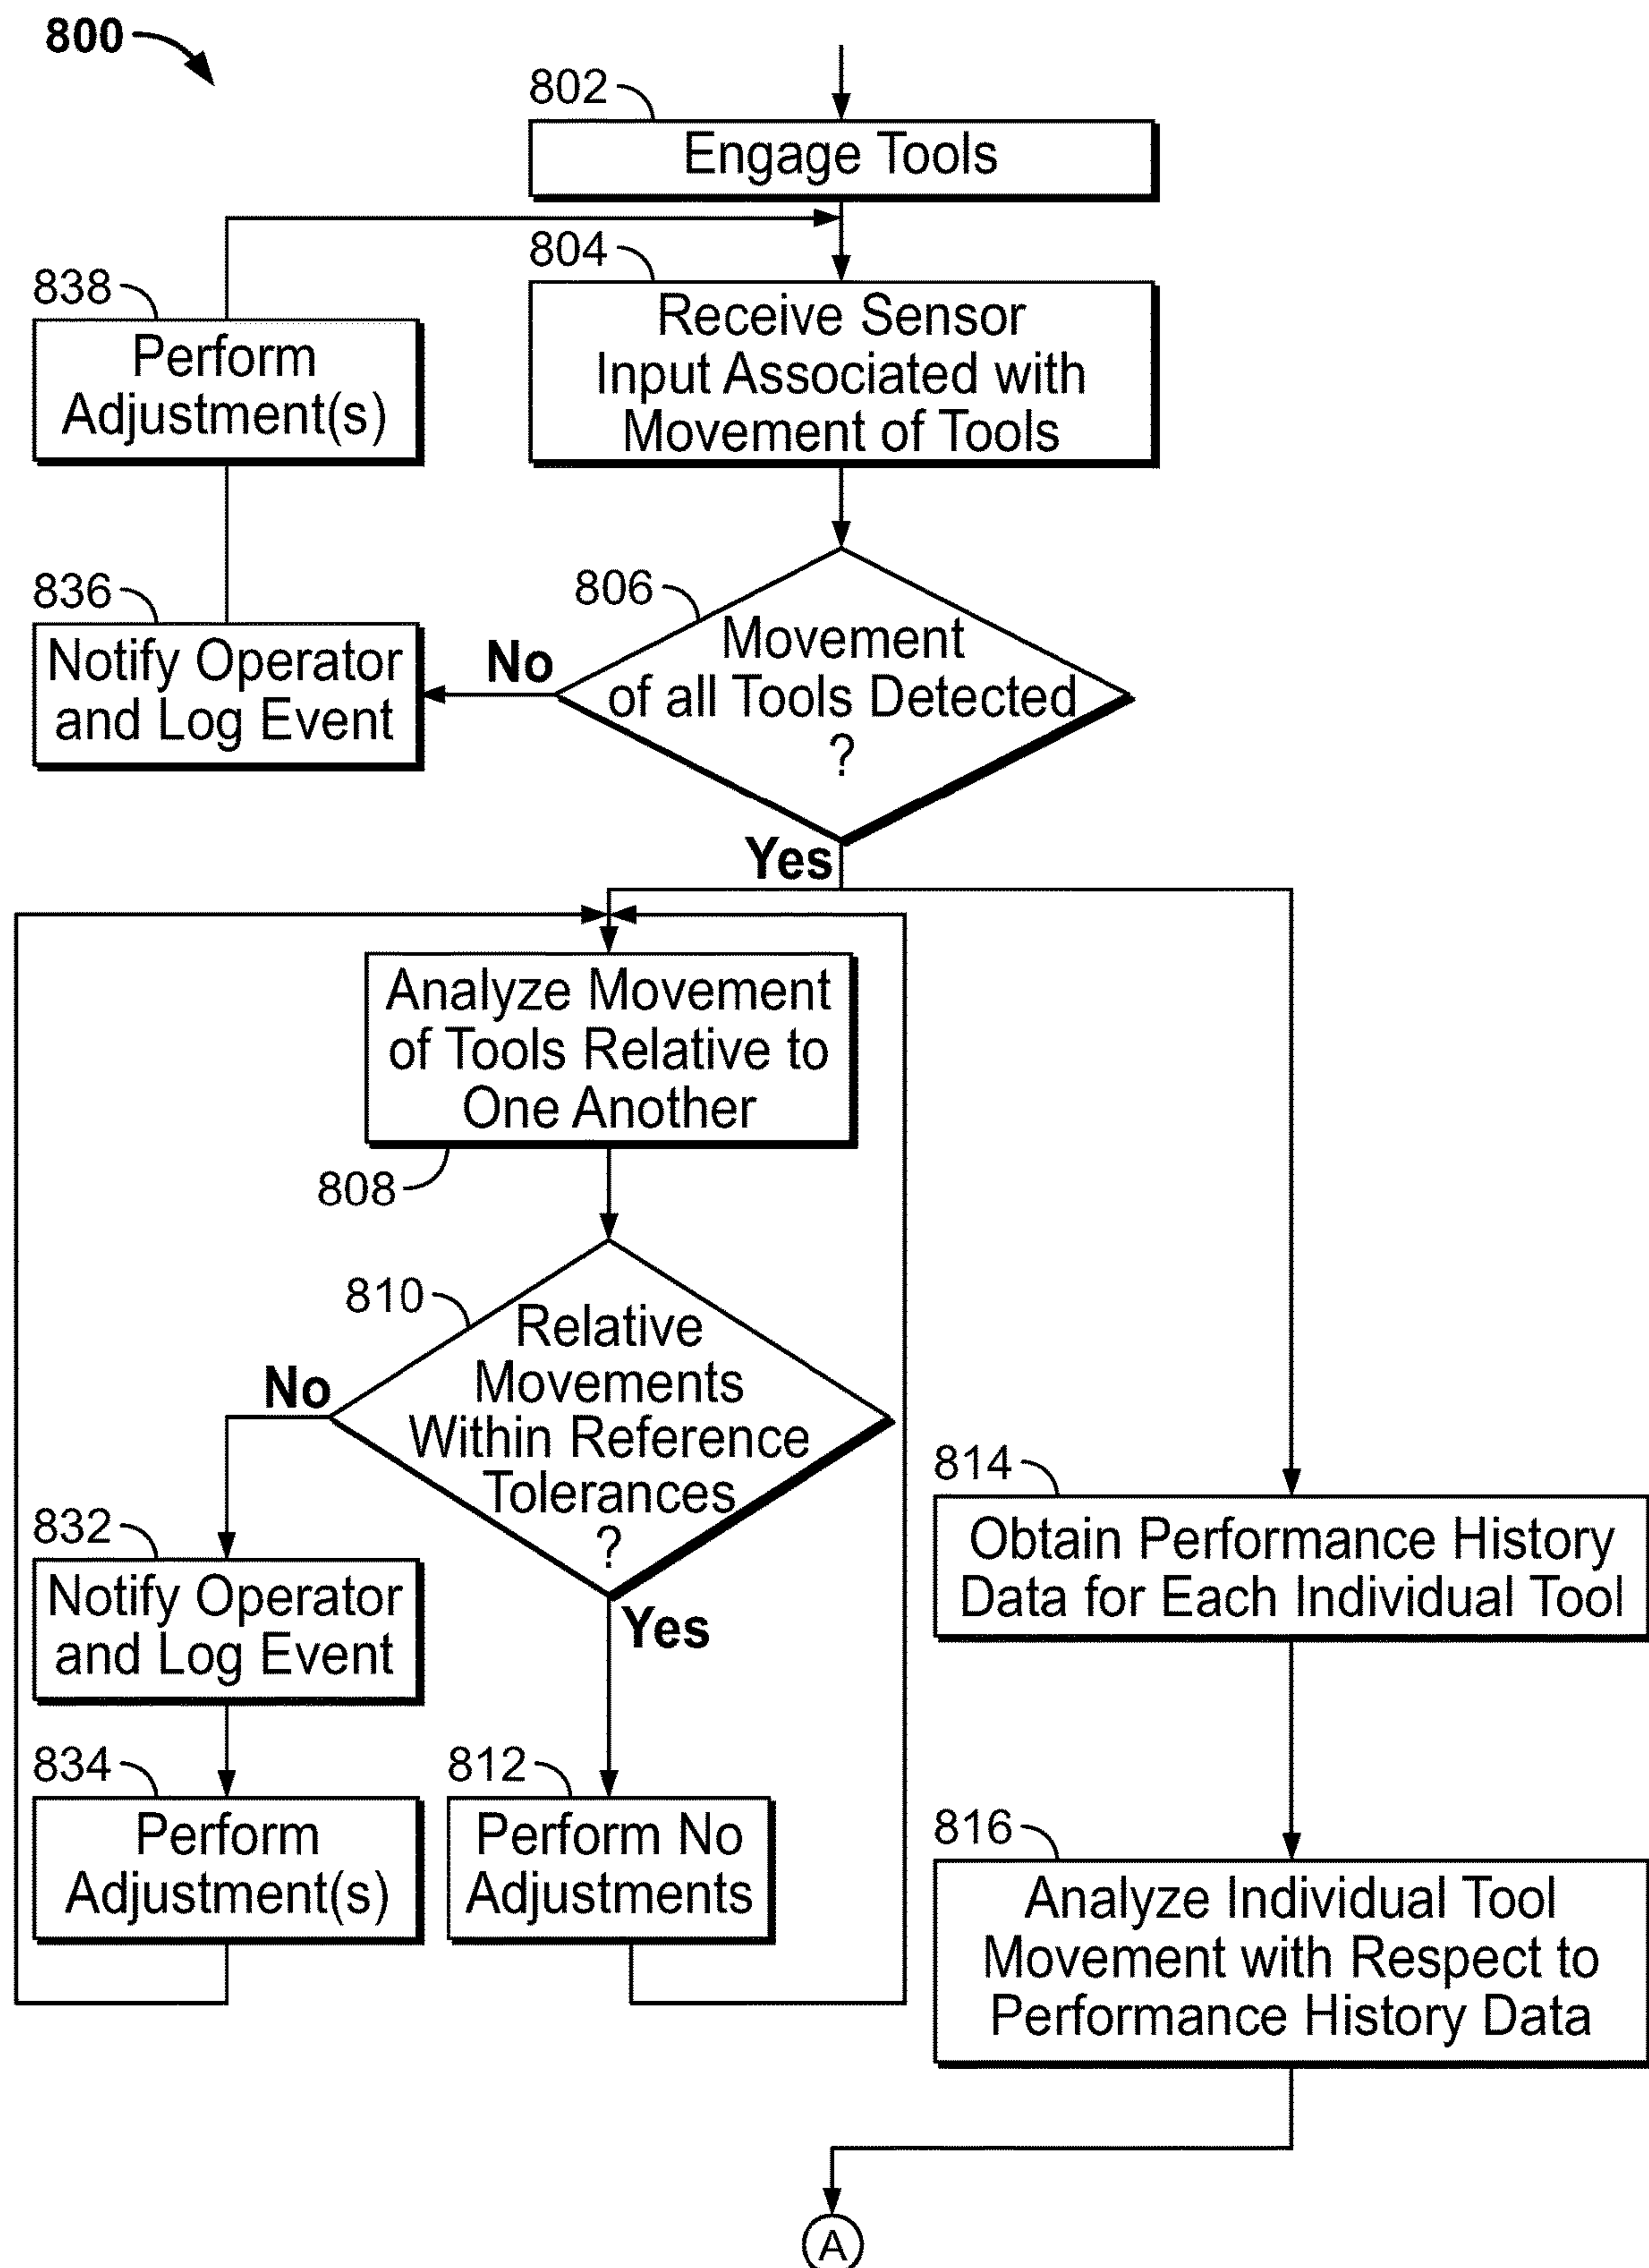 800
802
Engage Tools
804
Receive Sensor
Input Associated with
Movement of Tools
838
Perform
Adjustment(s)
806
Movement
of all Tools Detected
?
836
Notify Operator
and Log Event
No
Yes
Analyze Movement
of Tools Relative to
One Another
808
810
Relative
Movements
Within Reference
Tolerances
?
No
Yes
832
Notify Operator
and Log Event
834
Perform
Adjustment(s)
812
Perform No
Adjustments
814
Obtain Performance History
Data for Each Individual Tool
816
Analyze Individual Tool
Movement with Respect to
Performance History Data
A